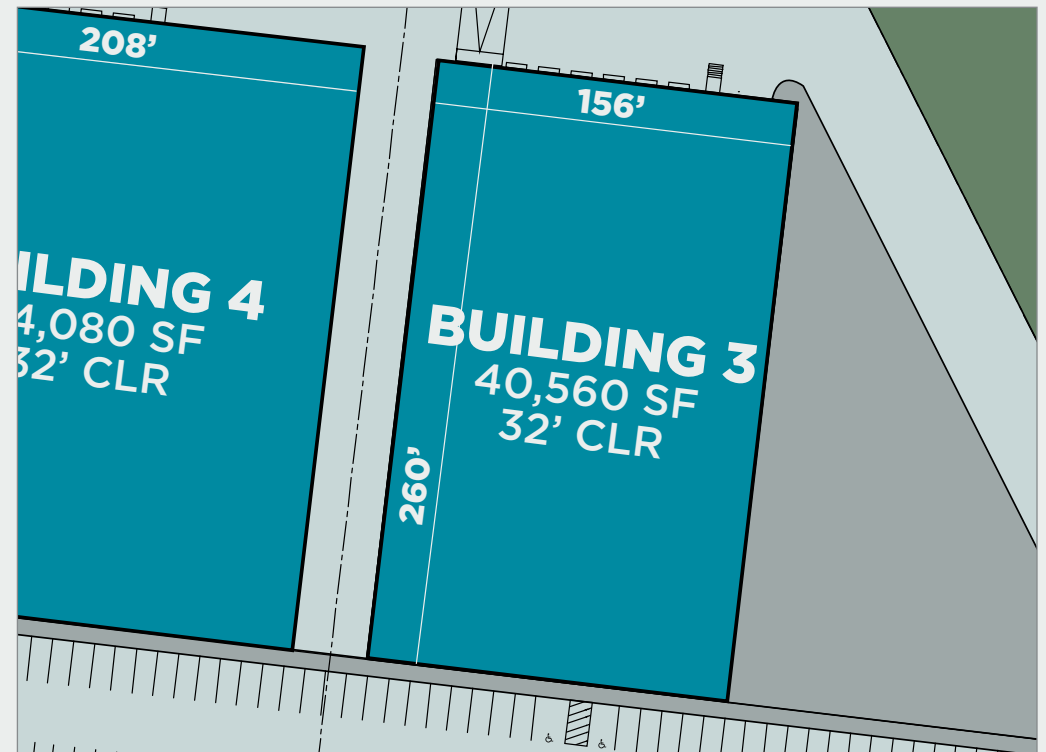 208’
ILDING 4
4,080 SF
32’ CLR
156’
BUILDING 3
40,560 SF
32’ CLR
260’